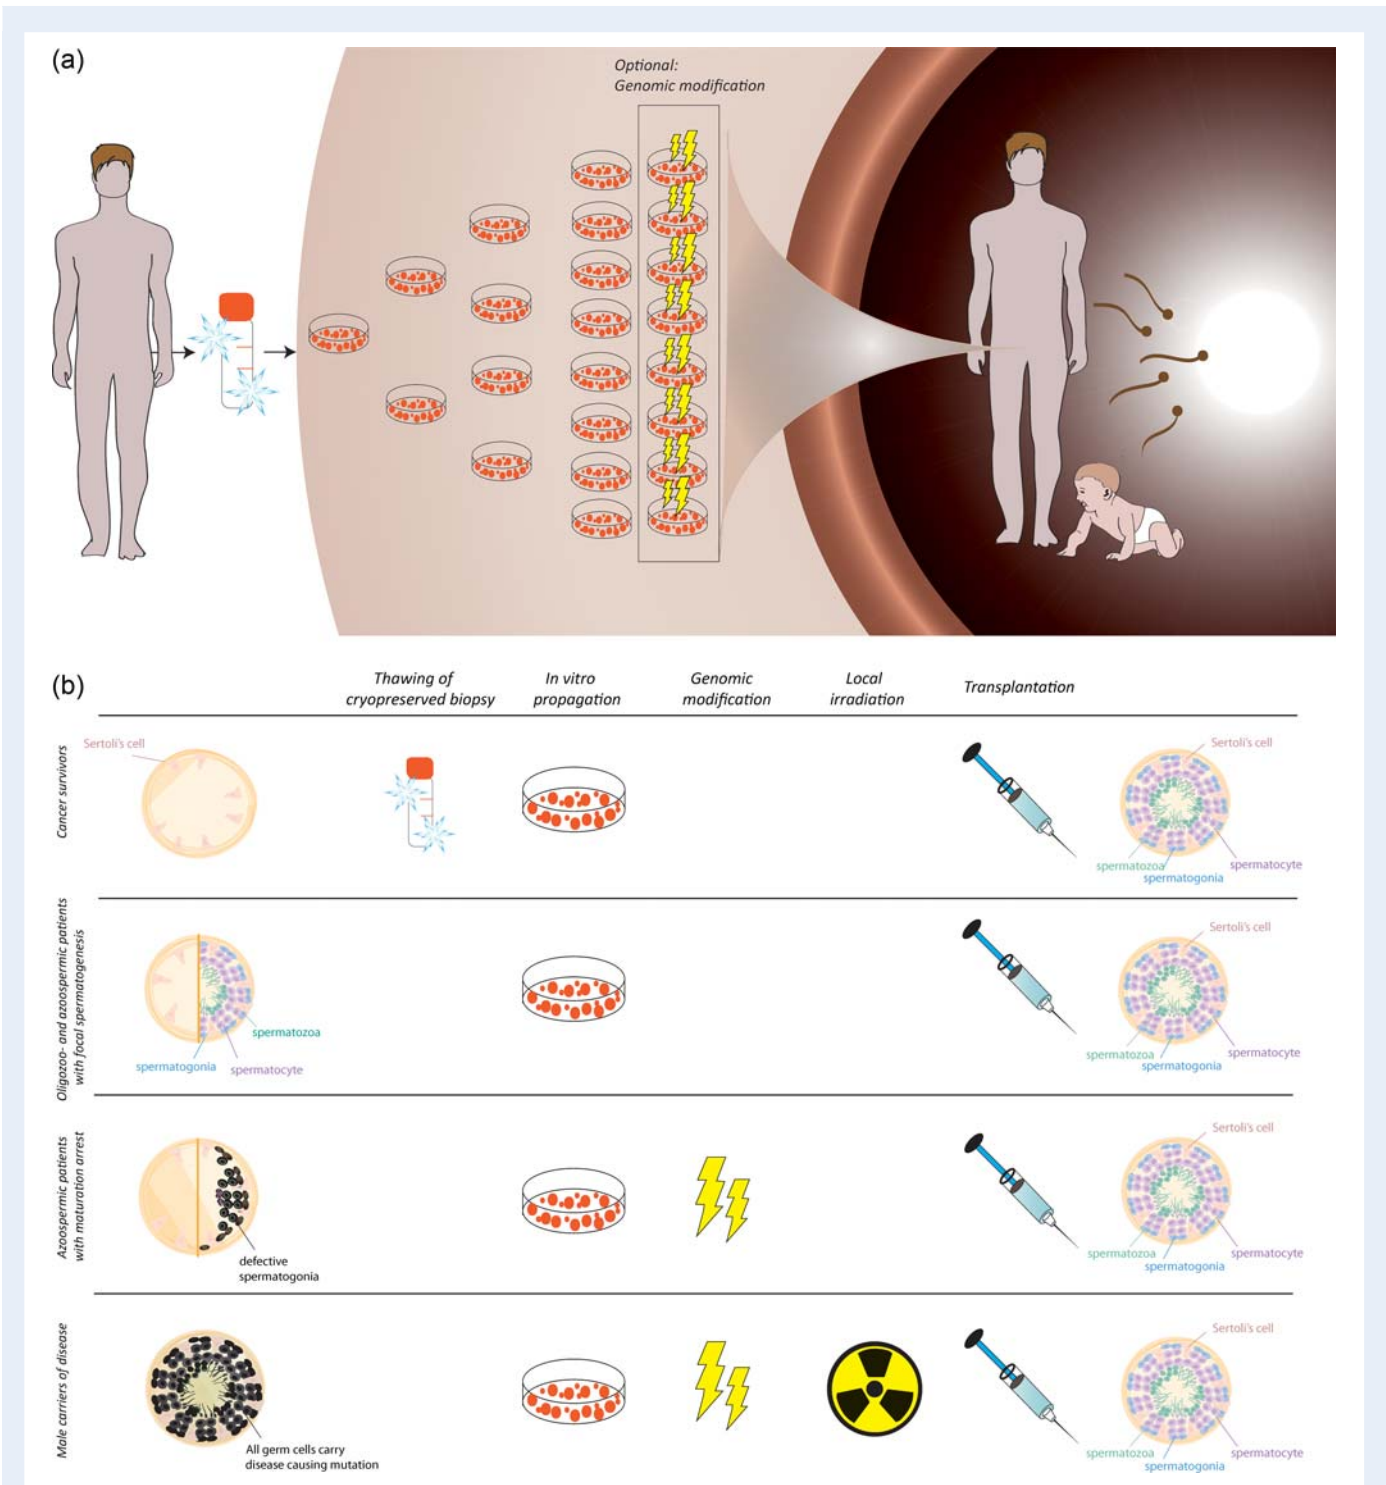 (a)
Optional:
Genomic modification
(b)
Thawing of
cryopreserved biopsy
In vitro
propagation
Genomic
modification
Local
irradiation
Transplantation
Cancer survivors
Sertoli's cell
Sertoli's cell
spermatozoa
spermatocyte
spermatogonia
Oligozoo- and azoospermic patients
with focal spermatogenesis
spermatozoa
spermatogonia
spermatocyte
Sertoli's cell
spermatozoa
spermatocyte
spermatogonia
Azoospermic patients
with maturation arrest
defective
spermatogonia
Sertoli's cell
spermatozoa
spermatocyte
spermatogonia
Male carriers of disease
All germ cells carry
disease causing mutation
Sertoli's cell
spermatozoa
spermatocyte
spermatogonia